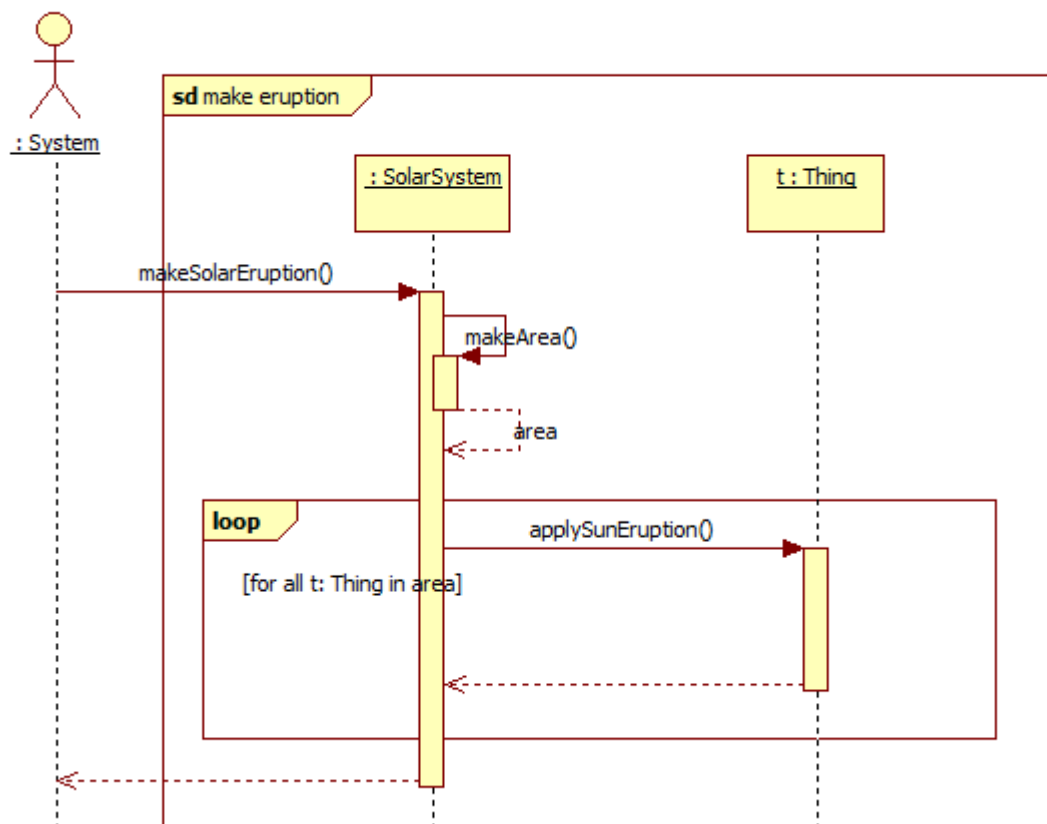 sd make eruption
: System
: SolarSystem
t : Thing
makeSolarEruption()
makeArea()
area
loop
applySunEruption()
[for all t: Thing in area]